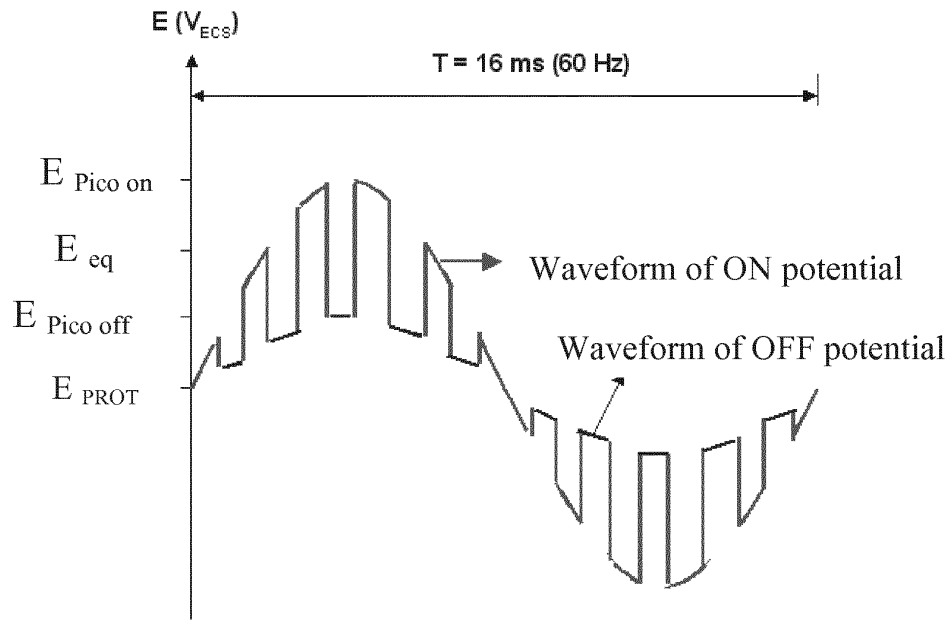 E (V_ECS)
T = 16 ms (60 Hz)
E Pico on
E eq
Waveform of ON potential
E Pico off
Waveform of OFF potential
E PROT